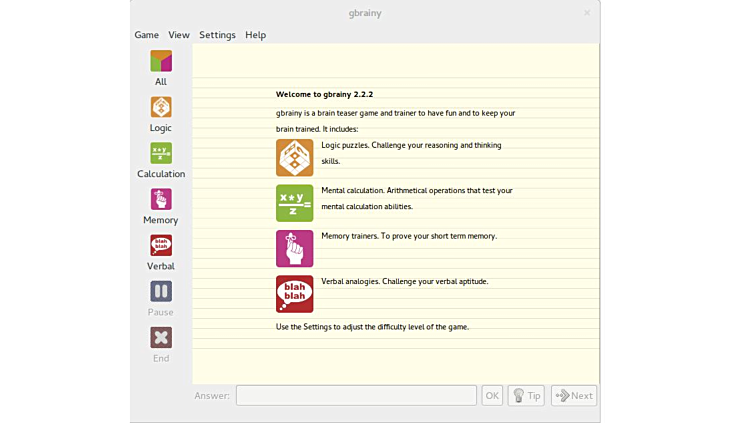 gbrainy
Game View Settings Help
All
Logic
Calculation
Memory
Verbal
Pause
End
Welcome to gbrainy 2.2.2
gbrainy is a brain teaser game and trainer to have fun and to keep your
brain trained. It includes:
Logic puzzles. Challenge your reasoning and thinking
skills.
x*y
z
=
Mental calculation. Arithmetical operations that test your
mental calculation abilities.
Memory trainers. To prove your short term memory.
blah
blah
Verbal analogies. Challenge your verbal aptitude.
Use the Settings to adjust the difficulty level of the game.
Answer: OK Tip Next